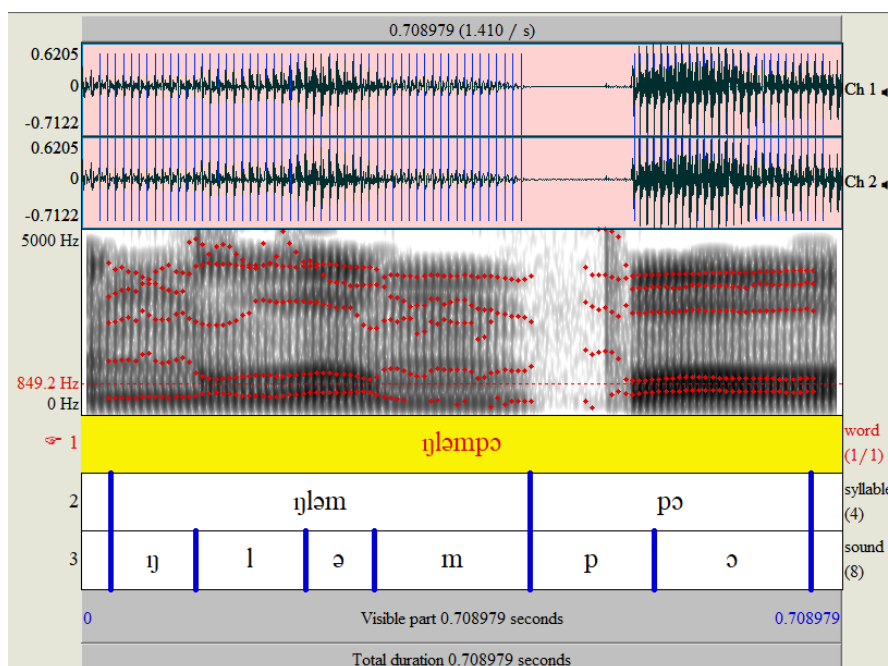 0.708979 (1.410 / s)
0.6205
0
-0.7122
Ch 1
0.6205
0
-0.7122
Ch 2
5000 Hz
849.2 Hz
0 Hz
☞ 1 ŋləmpɔ word (1/1)
2 ŋləm pɔ syllable (4)
3 ŋ l ə m p ɔ sound (8)
0 Visible part 0.708979 seconds 0.708979
Total duration 0.708979 seconds